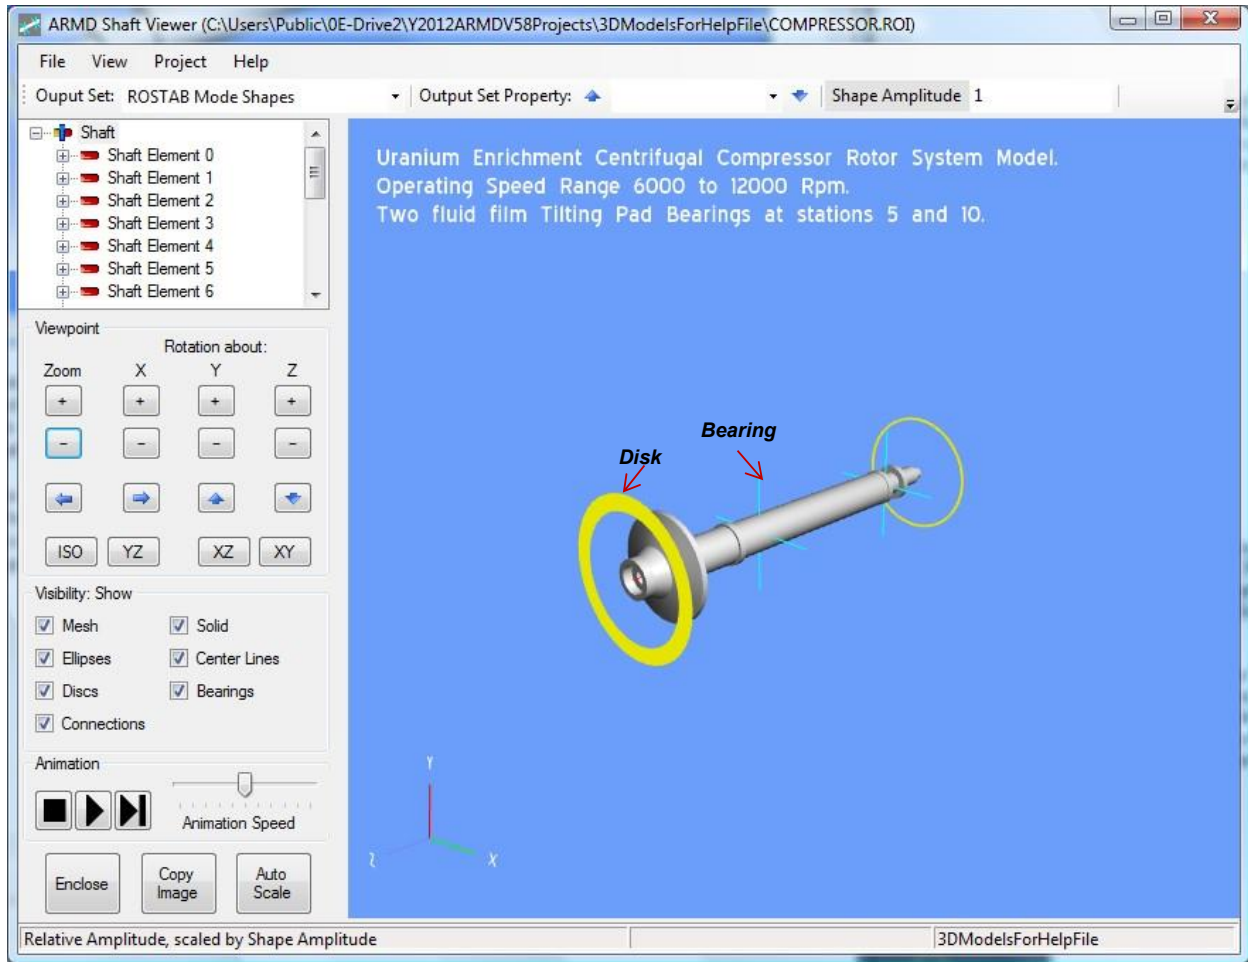 ARMD Shaft Viewer (C:\Users\Public\0E-Drive2\Y2012ARMDV58Projects\3DModelsForHelpFile\COMPRESSOR.ROI)
File View Project Help
Ouput Set: ROSTAB Mode Shapes Output Set Property: Shape Amplitude 1
Shaft
Shaft Element 0
Shaft Element 1
Shaft Element 2
Shaft Element 3
Shaft Element 4
Shaft Element 5
Shaft Element 6
Uranium Enrichment Centrifugal Compressor Rotor System Model.
Operating Speed Range 6000 to 12000 Rpm.
Two fluid film Tilting Pad Bearings at stations 5 and 10.
Viewpoint
Rotation about:
Zoom X Y Z
+ + + +
- - - -
ISO YZ XZ XY
Bearing
Disk
Visibility: Show
Mesh Solid
Ellipses Center Lines
Discs Bearings
Connections
Animation
Animation Speed
Enclose Copy Image Auto Scale
Y
Z X
Relative Amplitude, scaled by Shape Amplitude 3DModelsForHelpFile